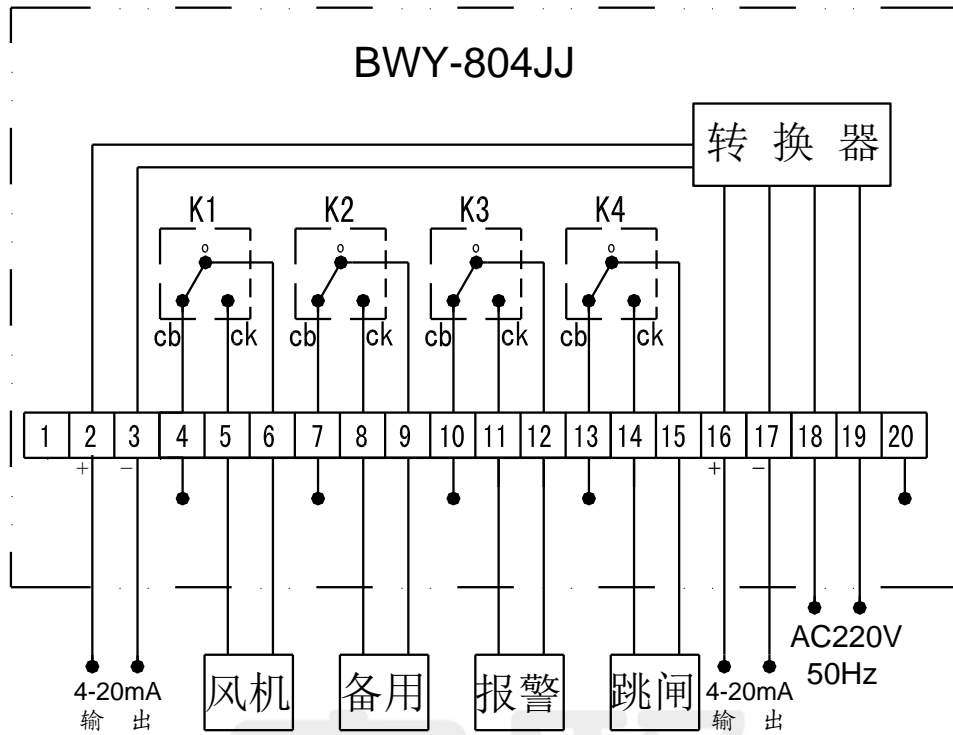 BWY-804JJ
转换器
K1 K2 K3 K4
o o o o
cb ck cb ck cb ck cb ck
1 2 3 4 5 6 7 8 9 10 11 12 13 14 15 16 17 18 19 20
+ − + −
AC220V
50Hz
风机 备用 报警 跳闸
4-20mA 4-20mA
输出 输出